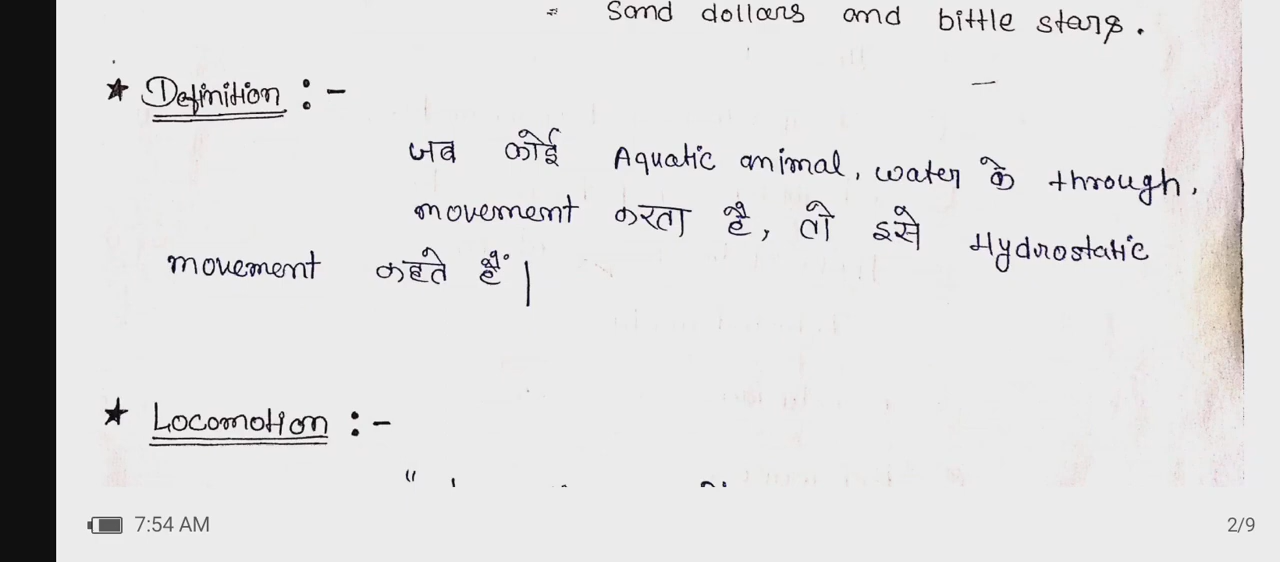 = Sand dollars and bittle stars.
★ Definition :-
जब कोई Aquatic animal, water के through,
movement करता है, तो इसे Hydrostatic
movement कहते हैं|
★ Locomotion :-
7:54 AM 2/9